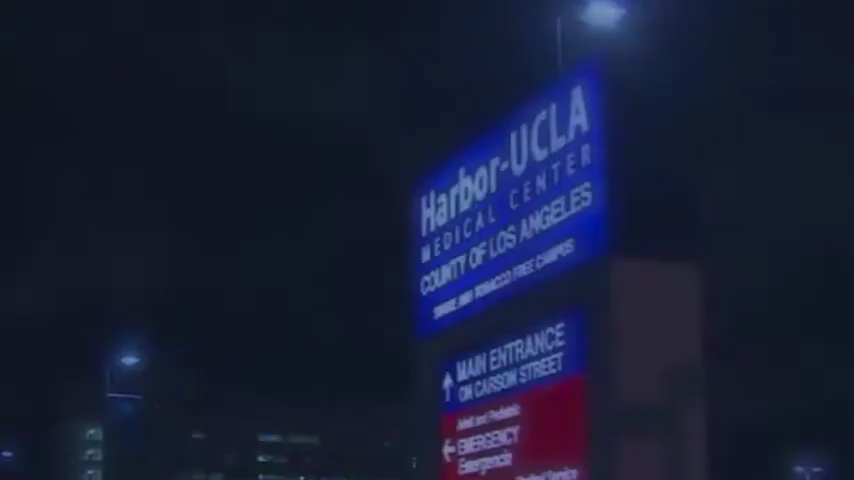 Harbor-UCLA
MEDICAL CENTER
COUNTY OF LOS ANGELES
SMOKE AND TOBACCO FREE CAMPUS
MAIN ENTRANCE
ON CARSON STREET
Adult and Pediatric
EMERGENCY
Emergencia